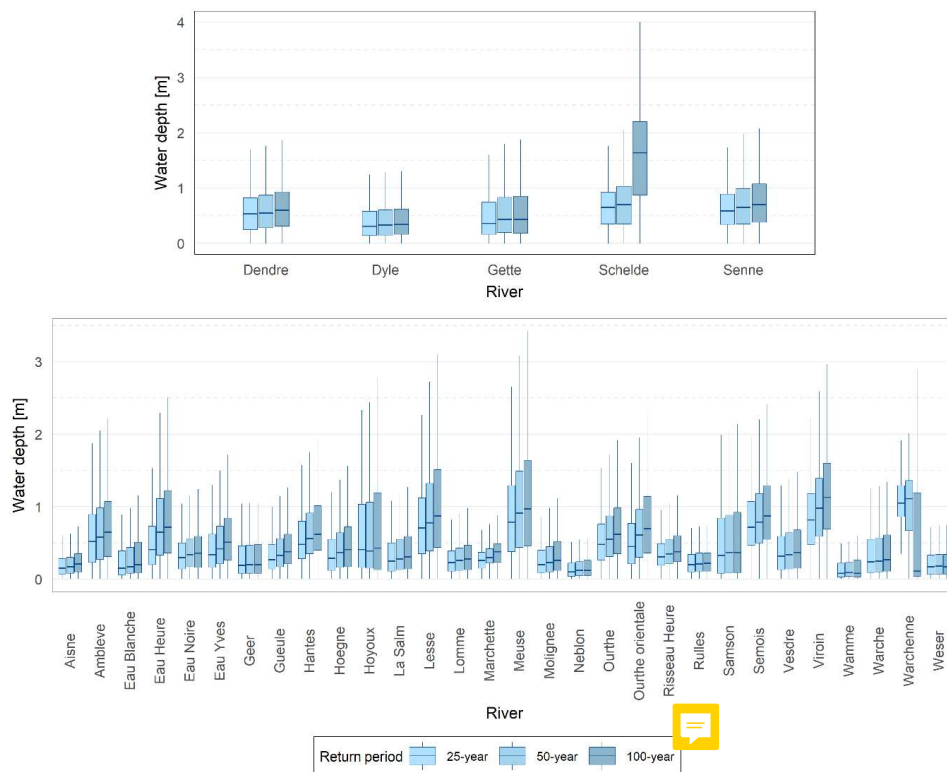 4
3
2
1
0
Water depth [m]
Dendre Dyle Gette Schelde Senne
River
3
2
1
0
Water depth [m]
Aisne
Ambleve
Eau Blanche
Eau Heure
Eau Noire
Eau Yves
Geer
Gueule
Hantes
Hoegne
Hoyoux
La Salm
Lesse
Lomme
Marchette
Meuse
Molignee
Neblon
Ourthe
Ourthe orientale
Risseau Heure
Rulles
Samson
Semois
Vesdre
Viroin
Wamme
Warche
Warchenne
Weser
River
Return period 25-year 50-year 100-year